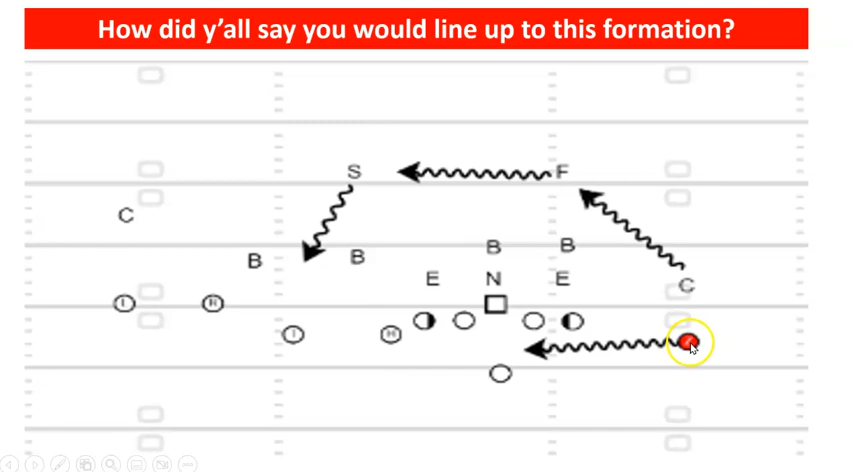 How did y'all say you would line up to this formation?
S F
C
B B B B
E N E C
H
H